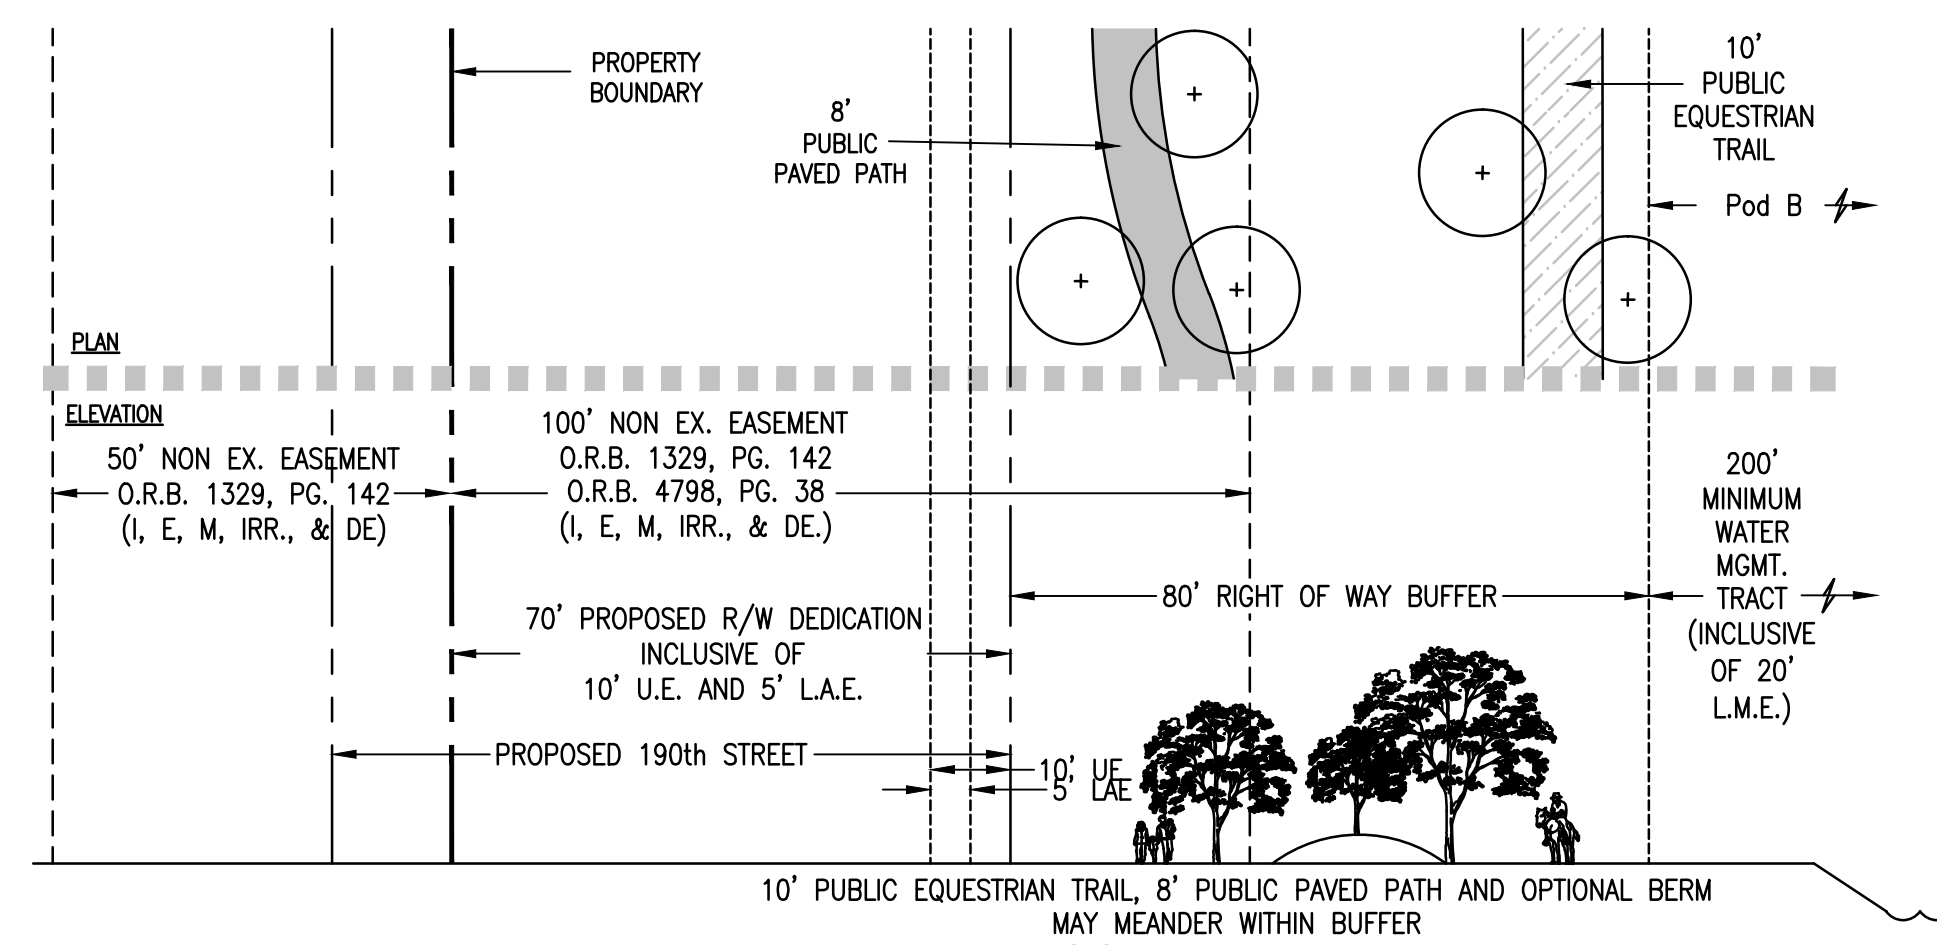 PROPERTY
BOUNDARY
8'
PUBLIC
PAVED PATH
10'
PUBLIC
EQUESTRIAN
TRAIL
Pod B
PLAN
ELEVATION
50' NON EX. EASEMENT
O.R.B. 1329, PG. 142
(I, E, M, IRR., & DE)
100' NON EX. EASEMENT
O.R.B. 1329, PG. 142
O.R.B. 4798, PG. 38
(I, E, M, IRR., & DE.)
200'
MINIMUM
WATER
MGMT.
TRACT
(INCLUSIVE
OF 20'
L.M.E.)
80' RIGHT OF WAY BUFFER
70' PROPOSED R/W DEDICATION
INCLUSIVE OF
10' U.E. AND 5' L.A.E.
PROPOSED 190th STREET
10' UE
5' LAE
10' PUBLIC EQUESTRIAN TRAIL, 8' PUBLIC PAVED PATH AND OPTIONAL BERM
MAY MEANDER WITHIN BUFFER